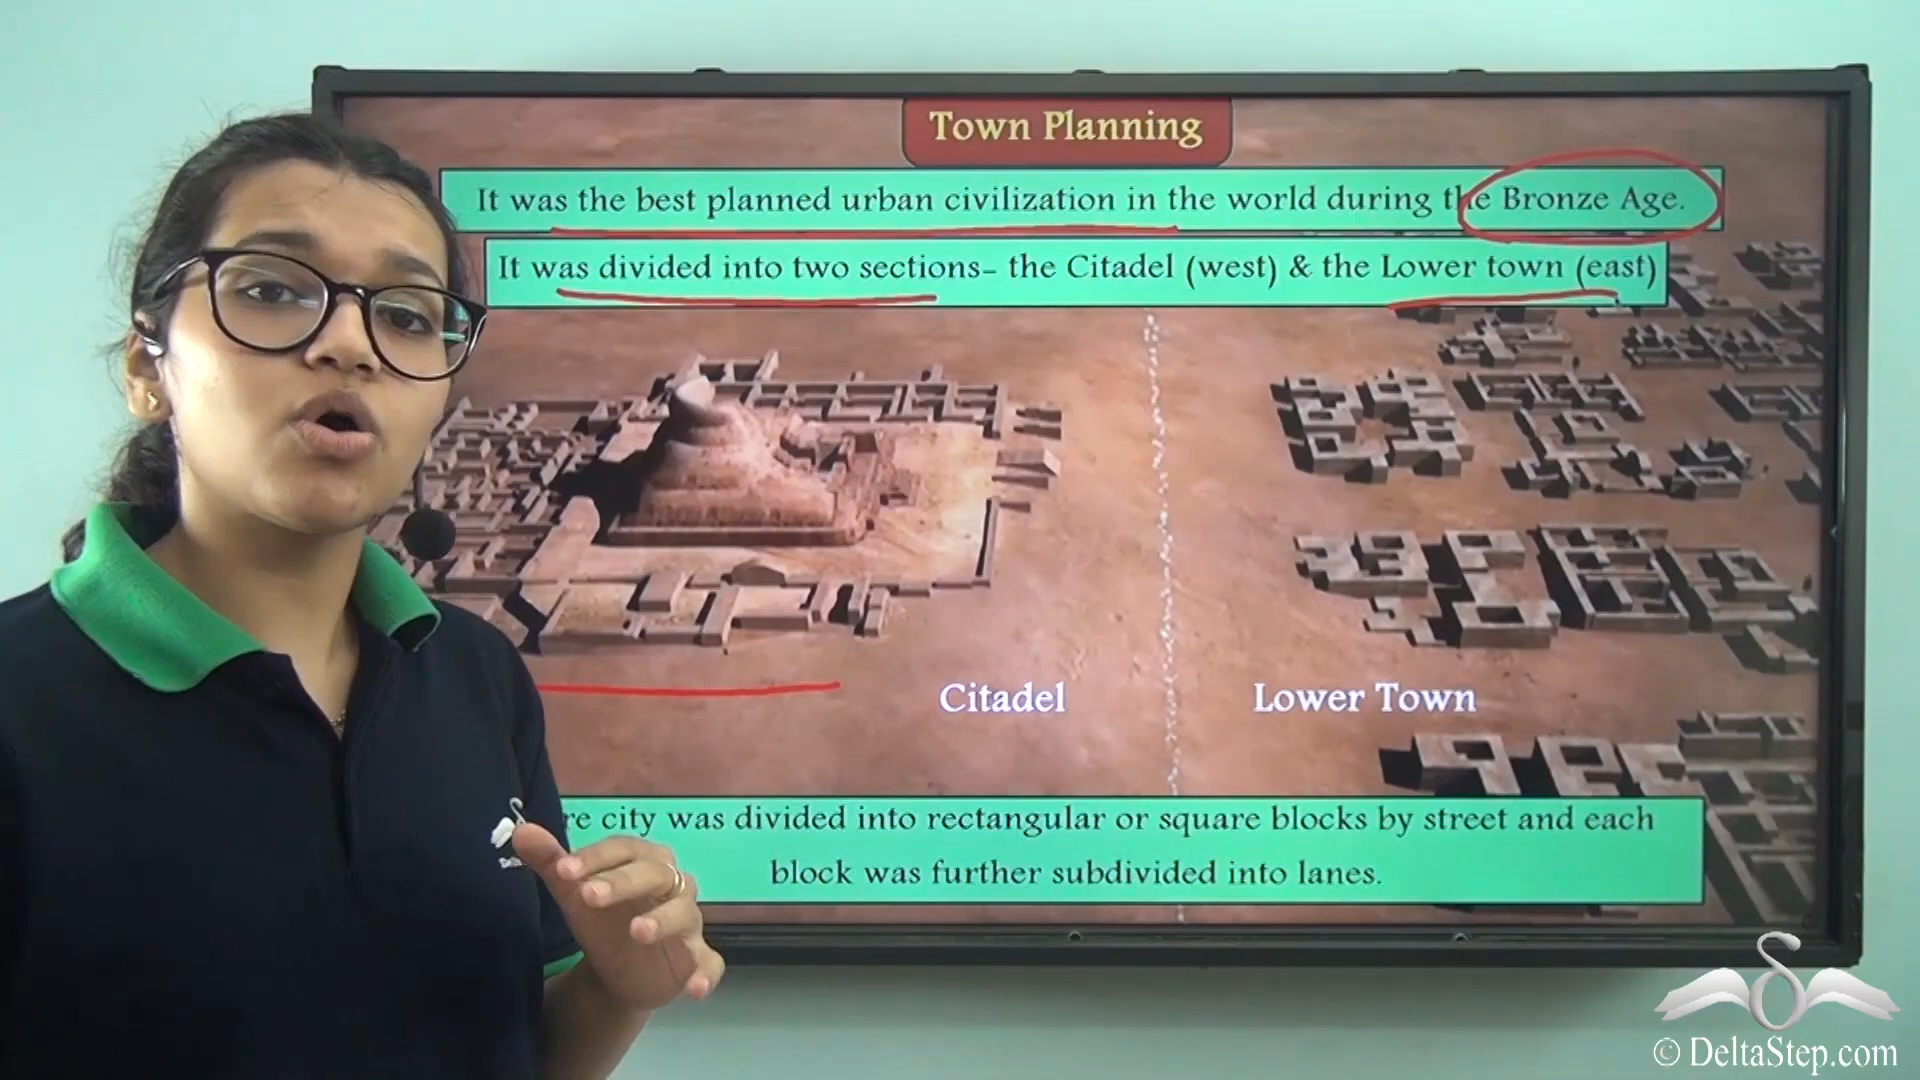 Town Planning
It was the best planned urban civilization in the world during the Bronze Age.
It was divided into two sections- the Citadel (west) & the Lower town (east)
Citadel
Lower Town
city was divided into rectangular or square blocks by street and each
block was further subdivided into lanes.
© DeltaStep.com